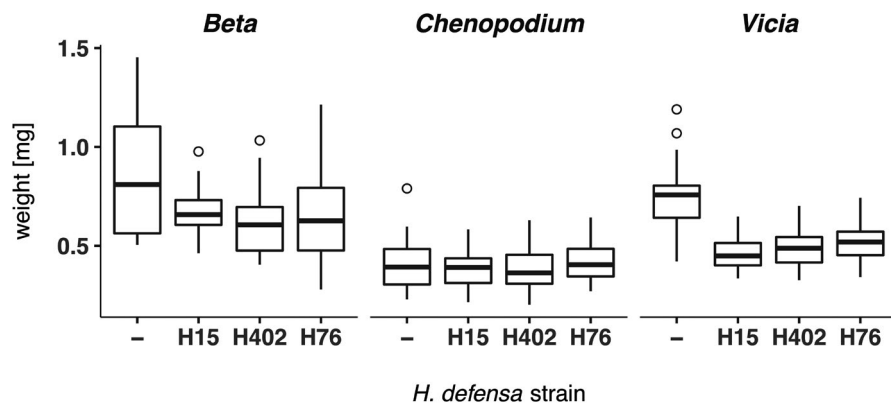 Beta Chenopodium Vicia
weight [mg]
1.5
1.0
0.5
– H15 H402 H76 – H15 H402 H76 – H15 H402 H76
H. defensa strain